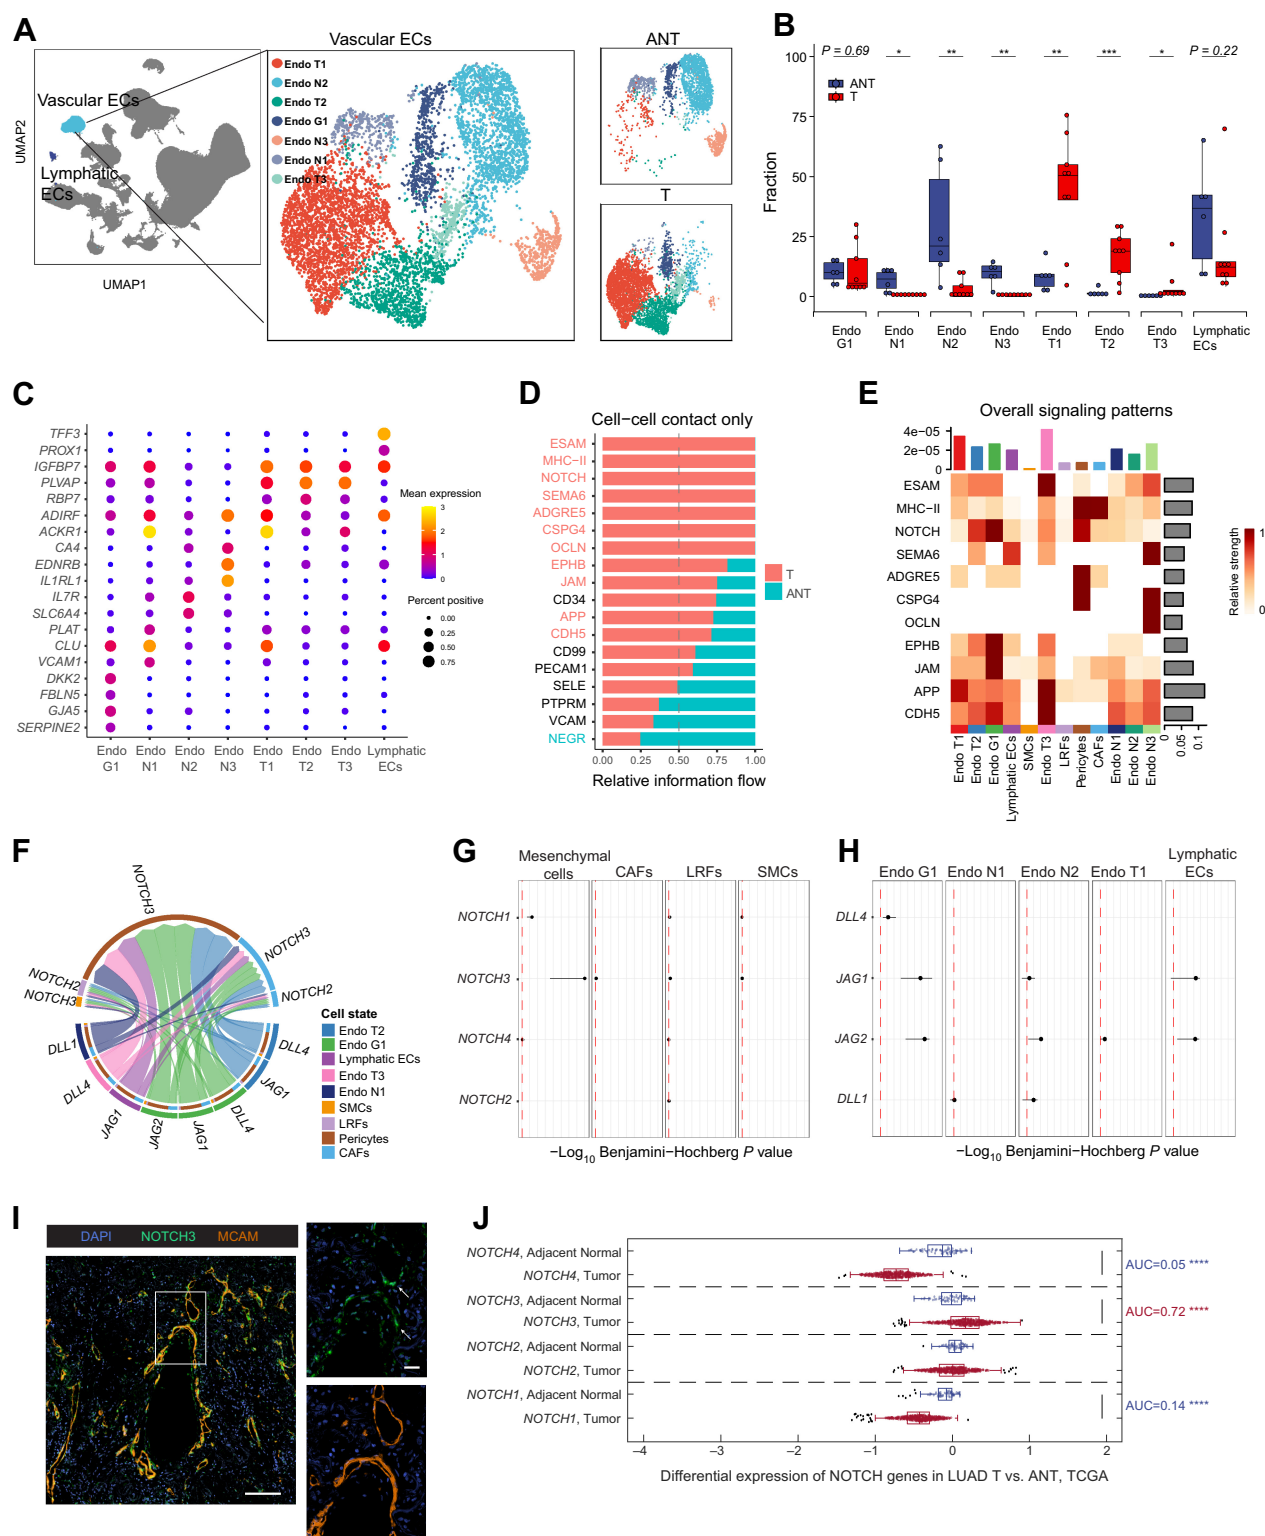 A
Vascular ECs
ANT
Vascular ECs
Lymphatic
ECs
UMAP2
UMAP1
Endo T1
Endo N2
Endo T2
Endo G1
Endo N3
Endo N1
Endo T3
T
B
P = 0.69
*
**
**
**
***
*
P = 0.22
ANT
T
Fraction
100
75
50
25
0
Endo G1
Endo N1
Endo N2
Endo N3
Endo T1
Endo T2
Endo T3
Lymphatic ECs
C
TFF3
PROX1
IGFBP7
PLVAP
RBP7
ADIRF
ACKR1
CA4
EDNRB
IL1RL1
IL7R
SLC6A4
PLAT
CLU
VCAM1
DKK2
FBLN5
GJA5
SERPINE2
Endo G1
Endo N1
Endo N2
Endo N3
Endo T1
Endo T2
Endo T3
Lymphatic ECs
Mean expression
3
2
1
0
Percent positive
0.00
0.25
0.50
0.75
D
Cell−cell contact only
ESAM
MHC−II
NOTCH
SEMA6
ADGRE5
CSPG4
OCLN
EPHB
JAM
CD34
APP
CDH5
CD99
PECAM1
SELE
PTPRM
VCAM
NEGR
0.00 0.25 0.50 0.75 1.00
Relative information flow
T
ANT
E
Overall signaling patterns
4e−05
2e−05
0
ESAM
MHC−II
NOTCH
SEMA6
ADGRE5
CSPG4
OCLN
EPHB
JAM
APP
CDH5
Endo T1
Endo T2
Endo G1
Lymphatic ECs
SMCs
Endo T3
LRFs
Pericytes
CAFs
Endo N1
Endo N2
Endo N3
0
0.05
0.1
Relative strength
1
0
F
NOTCH3
NOTCH3
NOTCH2
NOTCH3
NOTCH2
DLL1
DLL4
JAG1
JAG2
JAG1
DLL4
JAG1
DLL4
Cell state
Endo T2
Endo G1
Lymphatic ECs
Endo T3
Endo N1
SMCs
LRFs
Pericytes
CAFs
G
Mesenchymal cells
CAFs
LRFs
SMCs
NOTCH1
NOTCH3
NOTCH4
NOTCH2
−Log10 Benjamini−Hochberg P value
H
Endo G1
Endo N1
Endo N2
Endo T1
Lymphatic ECs
DLL4
JAG1
JAG2
DLL1
−Log10 Benjamini−Hochberg P value
I
DAPI NOTCH3 MCAM
J
NOTCH4, Adjacent Normal
NOTCH4, Tumor
NOTCH3, Adjacent Normal
NOTCH3, Tumor
NOTCH2, Adjacent Normal
NOTCH2, Tumor
NOTCH1, Adjacent Normal
NOTCH1, Tumor
AUC=0.05 ****
AUC=0.72 ****
AUC=0.14 ****
−4 −3 −2 −1 0 1 2
Differential expression of NOTCH genes in LUAD T vs. ANT, TCGA